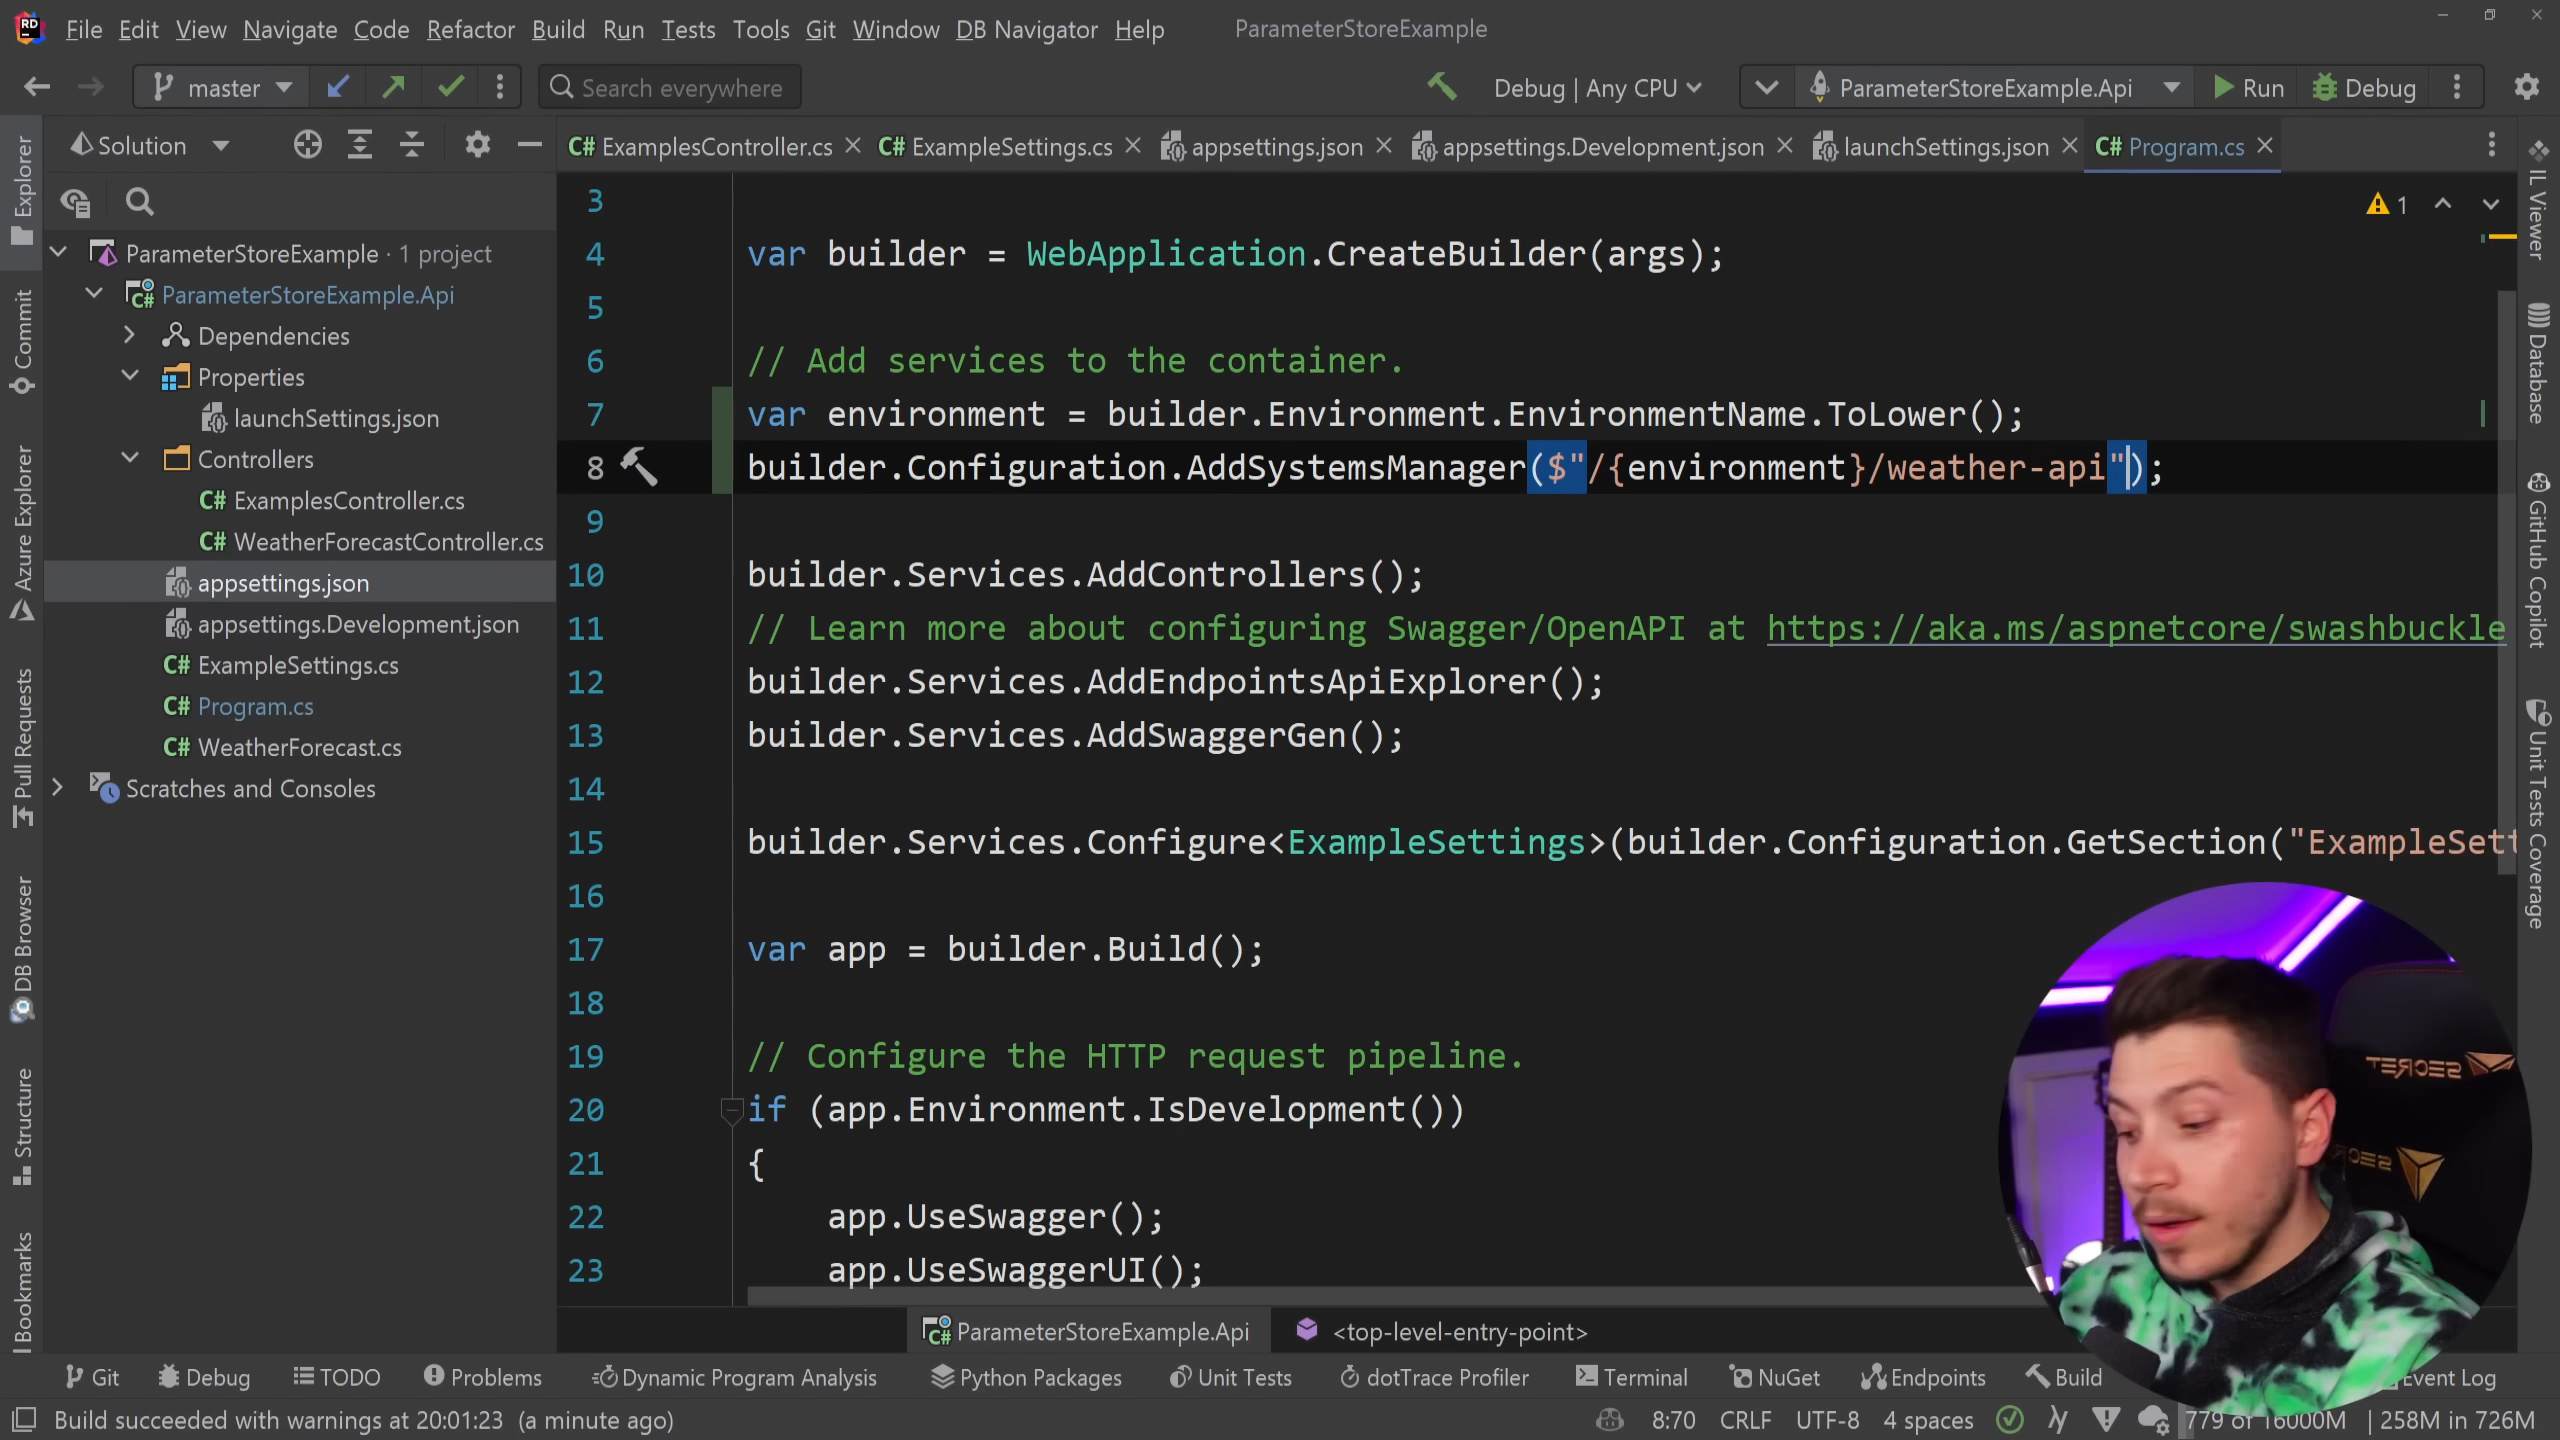 File Edit View Navigate Code Refactor Build Run Tests Tools Git Window DB Navigator Help ParameterStoreExample
master Search everywhere Debug | Any CPU ParameterStoreExample.Api Run Debug
Solution
ExamplesController.cs ExampleSettings.cs appsettings.json appsettings.Development.json launchSettings.json Program.cs
Explorer
Commit
Azure Explorer
Pull Requests
DB Browser
Structure
Bookmarks
ParameterStoreExample · 1 project
ParameterStoreExample.Api
Dependencies
Properties
launchSettings.json
Controllers
C# ExamplesController.cs
C# WeatherForecastController.cs
appsettings.json
appsettings.Development.json
C# ExampleSettings.cs
C# Program.cs
C# WeatherForecast.cs
Scratches and Consoles
1
3
4 var builder = WebApplication.CreateBuilder(args);
5
6 // Add services to the container.
7 var environment = builder.Environment.EnvironmentName.ToLower();
8 builder.Configuration.AddSystemsManager($"/{environment}/weather-api");
9
10 builder.Services.AddControllers();
11 // Learn more about configuring Swagger/OpenAPI at https://aka.ms/aspnetcore/swashbuckle
12 builder.Services.AddEndpointsApiExplorer();
13 builder.Services.AddSwaggerGen();
14
15 builder.Services.Configure<ExampleSettings>(builder.Configuration.GetSection("ExampleSett
16
17 var app = builder.Build();
18
19 // Configure the HTTP request pipeline.
20 if (app.Environment.IsDevelopment())
21 {
22 app.UseSwagger();
23 app.UseSwaggerUI();
IL Viewer
Database
GitHub Copilot
Unit Tests Coverage
SECRET
ParameterStoreExample.Api <top-level-entry-point>
Git Debug TODO Problems Dynamic Program Analysis Python Packages Unit Tests dotTrace Profiler Terminal NuGet Endpoints Build Event Log
Build succeeded with warnings at 20:01:23 (a minute ago) 8:70 CRLF UTF-8 4 spaces 779 of 16000M | 258M in 726M